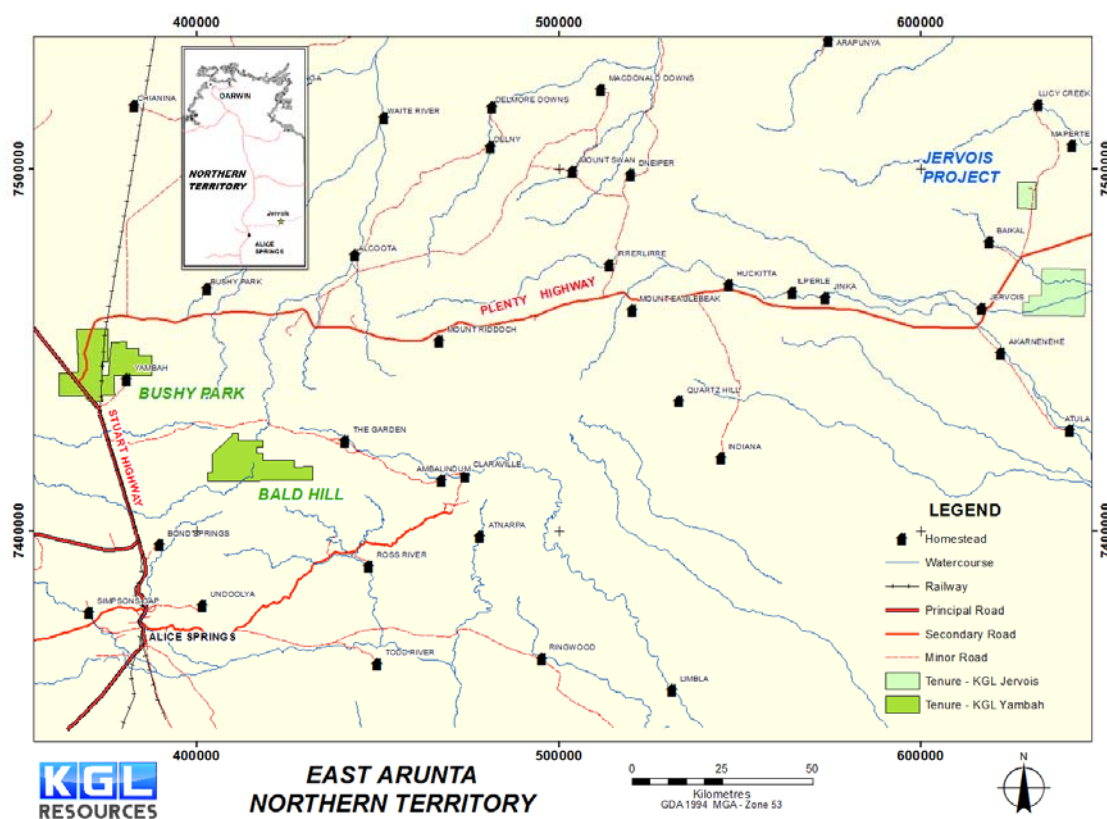 400000
500000
600000
ARAPUNYA
CHIANINA
DARWIN
MACDONALD DOWNS
DELMORE DOWNS
LUCY CREEK
WAITE RIVER
DELNY
MAPERTE
MOUNT SWAN
DNEIPER
7500000
7500000
NORTHERN
TERRITORY
JERVOIS
PROJECT
Jervois
ALICE
SPRINGS
BAIKAL
ALCOOTA
IRRERLIRRE
BUSHY PARK
HUCKITTA
ILPERLE
JINKA
PLENTY HIGHWAY
MOUNT EAGLEBEAK
JERVOIS
MOUNT RIDDOCH
AKARNENEHE
YAMBAH
BUSHY PARK
QUARTZ HILL
STUART HIGHWAY
THE GARDEN
ATULA
INDIANA
AMBALINDUM
CLARAVILLE
BALD HILL
LEGEND
7400000
7400000
Homestead
BOND SPRINGS
ATNARPA
Watercourse
ROSS RIVER
Railway
SIMPSONS GAP
UNDOOLYA
Principal Road
ALICE SPRINGS
Secondary Road
TODD RIVER
RINGWOOD
Minor Road
LIMBLA
Tenure - KGL Jervois
Tenure - KGL Yambah
400000
500000
600000
KGL
RESOURCES
EAST ARUNTA
NORTHERN TERRITORY
0 25 50
Kilometres
GDA 1994 MGA - Zone 53
N